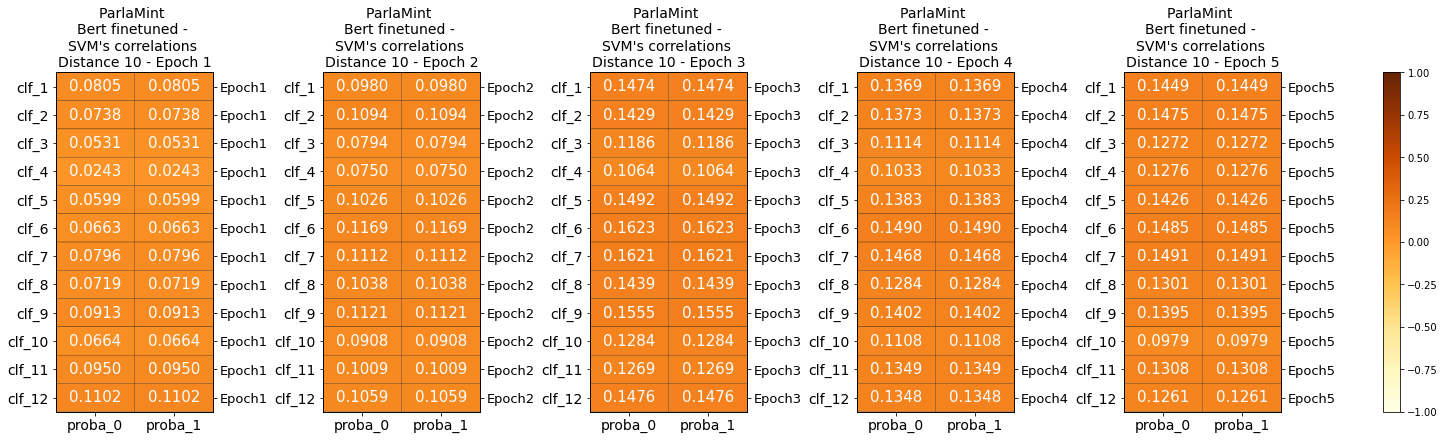 ParlaMint
Bert finetuned -
SVM's correlations
Distance 10 - Epoch 1
clf_1 0.0805 0.0805 Epoch1
clf_2 0.0738 0.0738 Epoch1
clf_3 0.0531 0.0531 Epoch1
clf_4 0.0243 0.0243 Epoch1
clf_5 0.0599 0.0599 Epoch1
clf_6 0.0663 0.0663 Epoch1
clf_7 0.0796 0.0796 Epoch1
clf_8 0.0719 0.0719 Epoch1
clf_9 0.0913 0.0913 Epoch1
clf_10 0.0664 0.0664 Epoch1
clf_11 0.0950 0.0950 Epoch1
clf_12 0.1102 0.1102 Epoch1
proba_0 proba_1
ParlaMint
Bert finetuned -
SVM's correlations
Distance 10 - Epoch 2
clf_1 0.0980 0.0980 Epoch2
clf_2 0.1094 0.1094 Epoch2
clf_3 0.0794 0.0794 Epoch2
clf_4 0.0750 0.0750 Epoch2
clf_5 0.1026 0.1026 Epoch2
clf_6 0.1169 0.1169 Epoch2
clf_7 0.1112 0.1112 Epoch2
clf_8 0.1038 0.1038 Epoch2
clf_9 0.1121 0.1121 Epoch2
clf_10 0.0908 0.0908 Epoch2
clf_11 0.1009 0.1009 Epoch2
clf_12 0.1059 0.1059 Epoch2
proba_0 proba_1
ParlaMint
Bert finetuned -
SVM's correlations
Distance 10 - Epoch 3
clf_1 0.1474 0.1474 Epoch3
clf_2 0.1429 0.1429 Epoch3
clf_3 0.1186 0.1186 Epoch3
clf_4 0.1064 0.1064 Epoch3
clf_5 0.1492 0.1492 Epoch3
clf_6 0.1623 0.1623 Epoch3
clf_7 0.1621 0.1621 Epoch3
clf_8 0.1439 0.1439 Epoch3
clf_9 0.1555 0.1555 Epoch3
clf_10 0.1284 0.1284 Epoch3
clf_11 0.1269 0.1269 Epoch3
clf_12 0.1476 0.1476 Epoch3
proba_0 proba_1
ParlaMint
Bert finetuned -
SVM's correlations
Distance 10 - Epoch 4
clf_1 0.1369 0.1369 Epoch4
clf_2 0.1373 0.1373 Epoch4
clf_3 0.1114 0.1114 Epoch4
clf_4 0.1033 0.1033 Epoch4
clf_5 0.1383 0.1383 Epoch4
clf_6 0.1490 0.1490 Epoch4
clf_7 0.1468 0.1468 Epoch4
clf_8 0.1284 0.1284 Epoch4
clf_9 0.1402 0.1402 Epoch4
clf_10 0.1108 0.1108 Epoch4
clf_11 0.1349 0.1349 Epoch4
clf_12 0.1348 0.1348 Epoch4
proba_0 proba_1
ParlaMint
Bert finetuned -
SVM's correlations
Distance 10 - Epoch 5
clf_1 0.1449 0.1449 Epoch5
clf_2 0.1475 0.1475 Epoch5
clf_3 0.1272 0.1272 Epoch5
clf_4 0.1276 0.1276 Epoch5
clf_5 0.1426 0.1426 Epoch5
clf_6 0.1485 0.1485 Epoch5
clf_7 0.1491 0.1491 Epoch5
clf_8 0.1301 0.1301 Epoch5
clf_9 0.1395 0.1395 Epoch5
clf_10 0.0979 0.0979 Epoch5
clf_11 0.1308 0.1308 Epoch5
clf_12 0.1261 0.1261 Epoch5
proba_0 proba_1
1.00
0.75
0.50
0.25
0.00
−0.25
−0.50
−0.75
−1.00